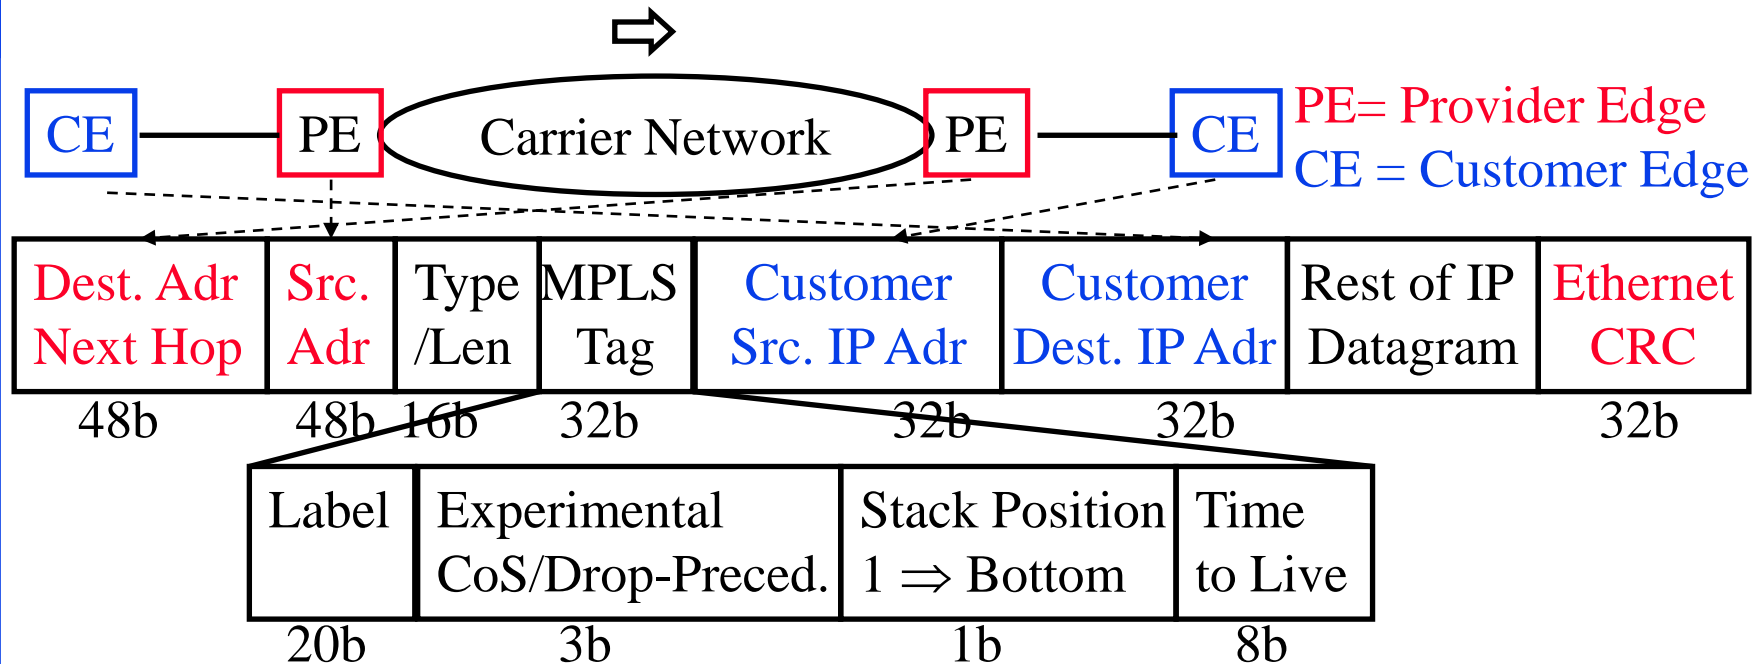 CE
PE
Carrier Network
PE
CE
PE= Provider Edge
CE = Customer Edge
Dest. Adr
Next Hop
Src.
Adr
Type
/Len
MPLS
Tag
Customer
Src. IP Adr
Customer
Dest. IP Adr
Rest of IP
Datagram
Ethernet
CRC
48b
48b
16b
32b
32b
32b
32b
Label
Experimental
CoS/Drop-Preced.
Stack Position
1 ⇒ Bottom
Time
to Live
20b
3b
1b
8b